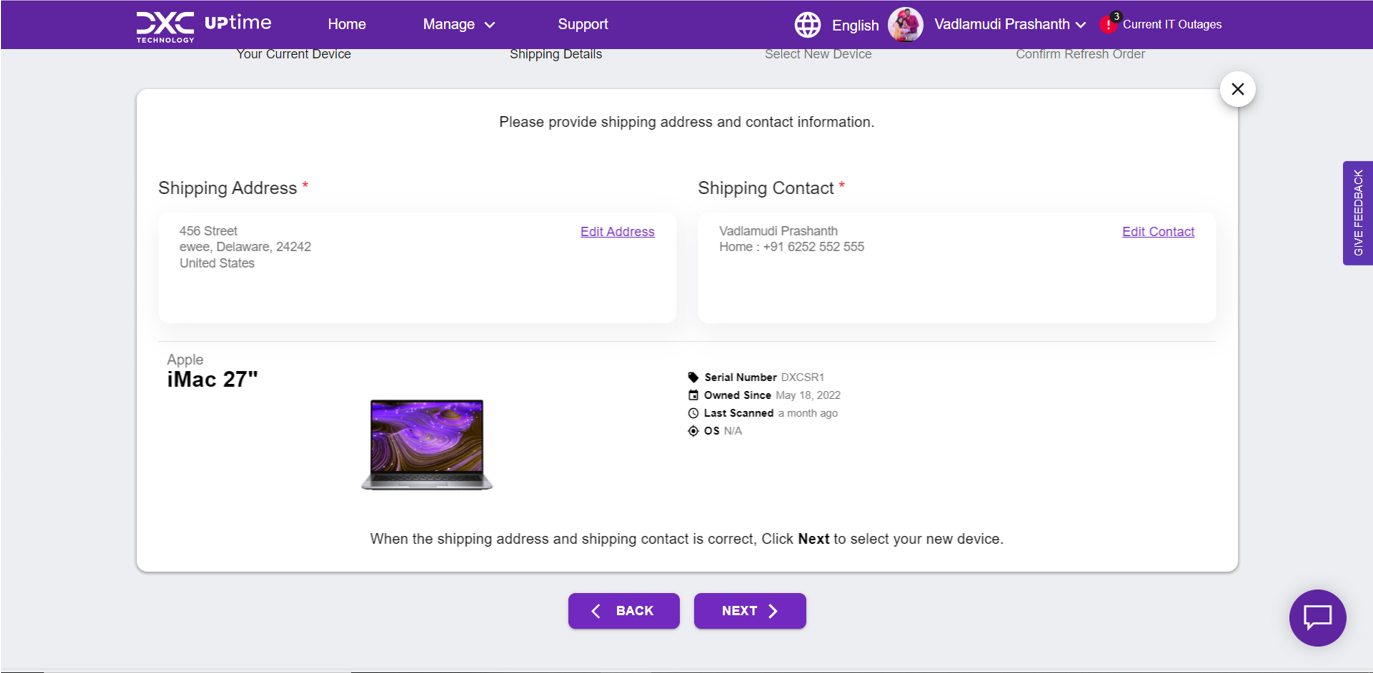 DXC TECHNOLOGY UPtime Home Manage Support English Vadlamudi Prashanth 3 Current IT Outages
Your Current Device Shipping Details Select New Device Confirm Refresh Order
Please provide shipping address and contact information.
GIVE FEEDBACK
Shipping Address *
456 Street Edit Address
ewee, Delaware, 24242
United States
Shipping Contact *
Vadlamudi Prashanth Edit Contact
Home : +91 6252 552 555
Apple
iMac 27"
Serial Number DXCSR1
Owned Since May 18, 2022
Last Scanned a month ago
OS N/A
When the shipping address and shipping contact is correct, Click Next to select your new device.
BACK NEXT